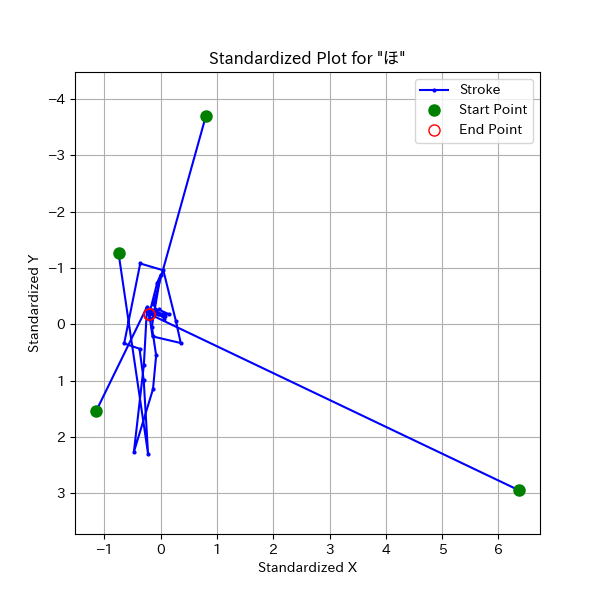 Standardized Plot for "ほ"
Stroke
Start Point
End Point
−4
−3
−2
−1
0
1
2
3
Standardized Y
−1 0 1 2 3 4 5 6
Standardized X